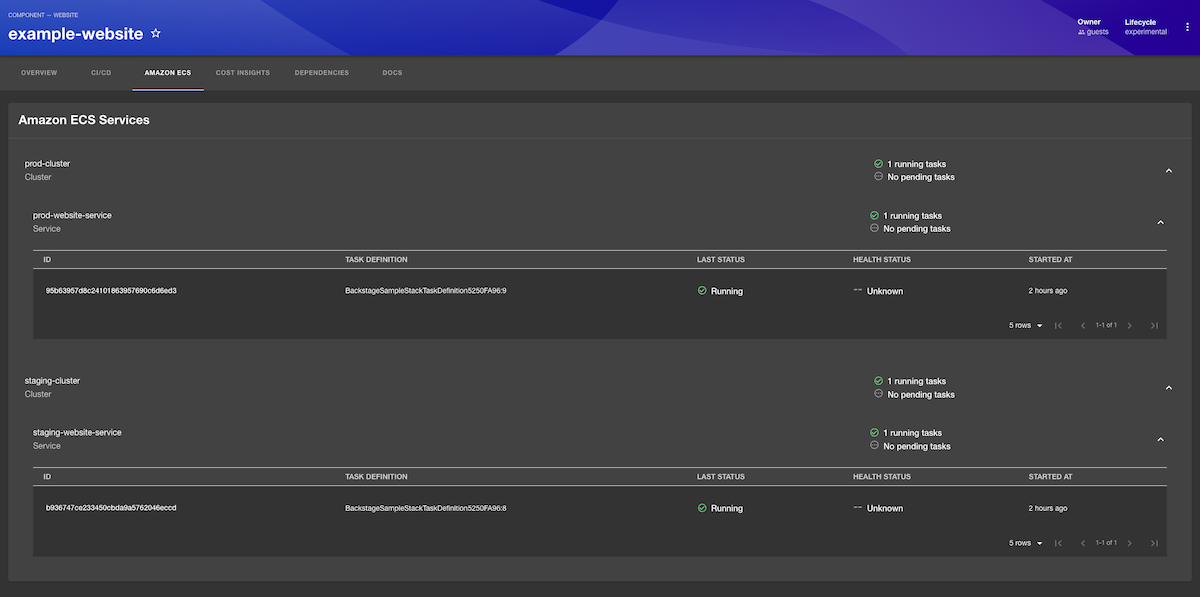 COMPONENT — WEBSITE
example-website
Owner
guests
Lifecycle
experimental
OVERVIEW CI/CD AMAZON ECS COST INSIGHTS DEPENDENCIES DOCS
Amazon ECS Services
prod-cluster
Cluster
1 running tasks
No pending tasks
prod-website-service
Service
1 running tasks
No pending tasks
ID TASK DEFINITION LAST STATUS HEALTH STATUS STARTED AT
95b63957d8c24101863957690c6d6ed3 BackstageSampleStackTaskDefinition5250FA96:9 Running Unknown 2 hours ago
5 rows 1-1 of 1
staging-cluster
Cluster
1 running tasks
No pending tasks
staging-website-service
Service
1 running tasks
No pending tasks
ID TASK DEFINITION LAST STATUS HEALTH STATUS STARTED AT
b936747ce233450cbda9a5762046eccd BackstageSampleStackTaskDefinition5250FA96:8 Running Unknown 2 hours ago
5 rows 1-1 of 1